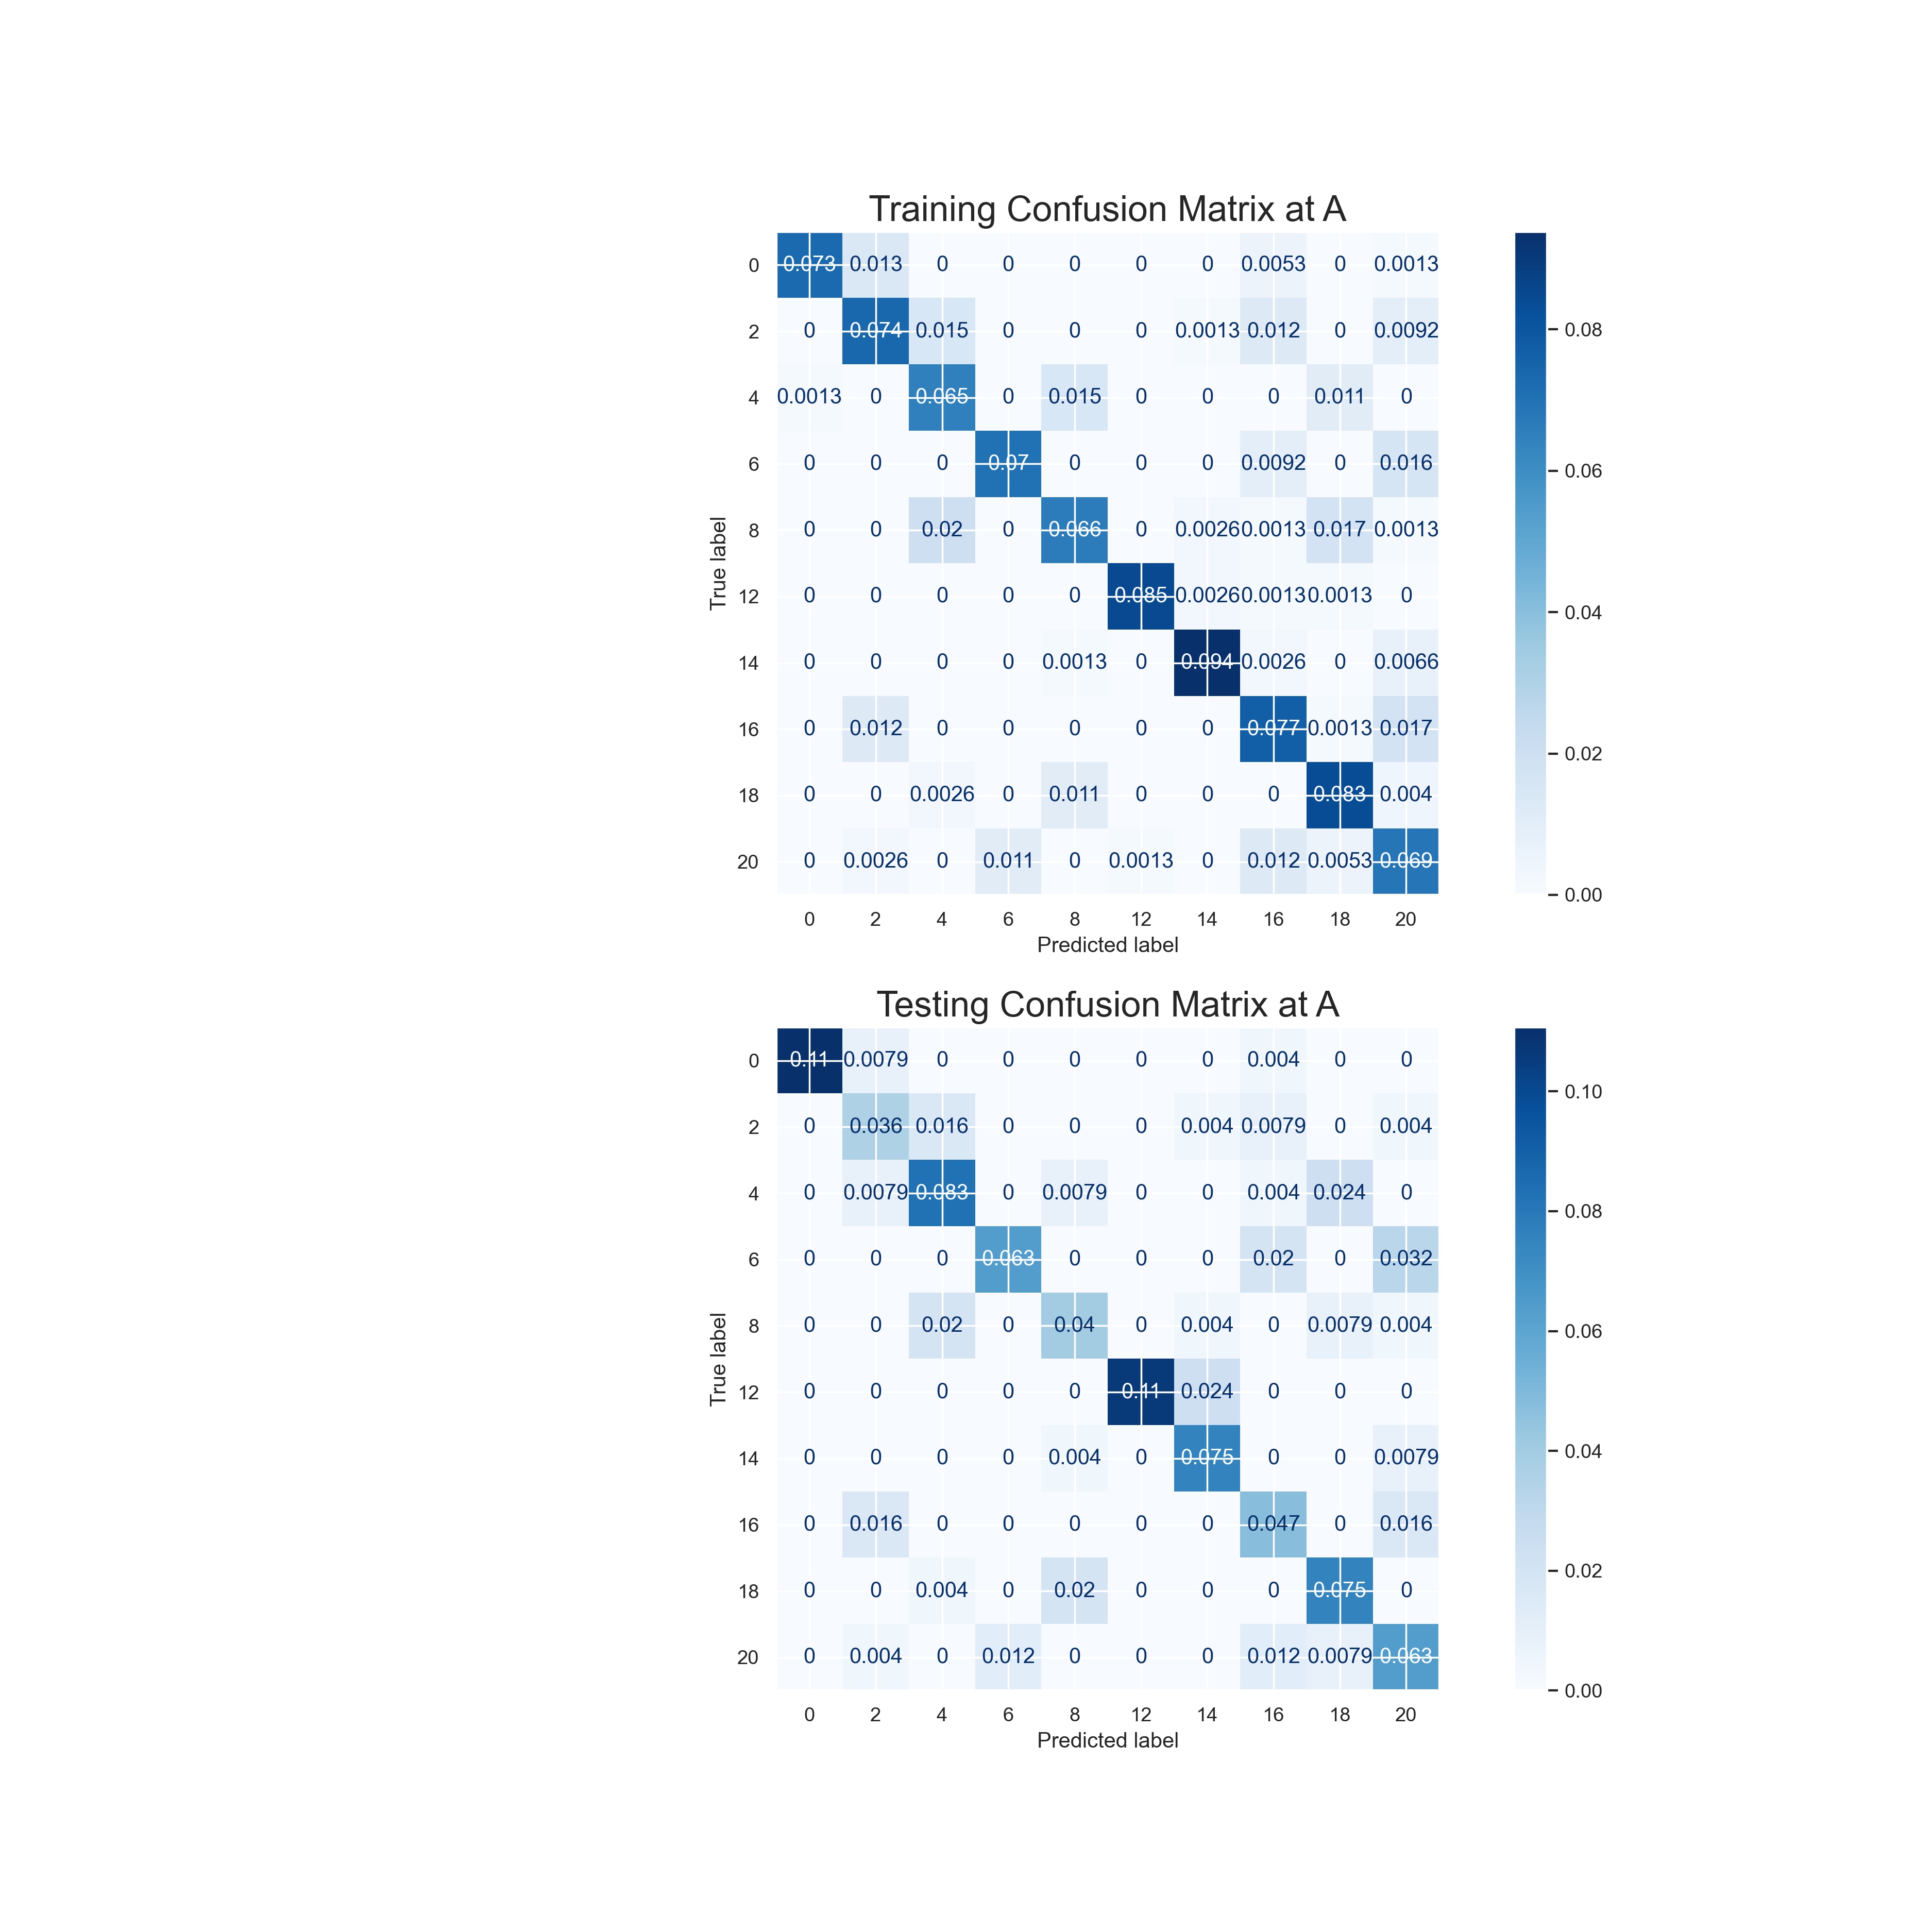 Training Confusion Matrix at A
0 0.073 0.013 0 0 0 0 0 0.0053 0 0.0013
2 0 0.074 0.015 0 0 0 0.0013 0.012 0 0.0092
0.08
4 0.0013 0 0.065 0 0.015 0 0 0 0.011 0
6 0 0 0 0.07 0 0 0 0.0092 0 0.016
0.06
8 0 0 0.02 0 0.066 0 0.0026 0.0013 0.017 0.0013
True label
12 0 0 0 0 0 0.085 0.0026 0.0013 0.0013 0
0.04
14 0 0 0 0 0.0013 0 0.094 0.0026 0 0.0066
16 0 0.012 0 0 0 0 0 0.077 0.0013 0.017
0.02
18 0 0 0.0026 0 0.011 0 0 0 0.083 0.004
20 0 0.0026 0 0.011 0 0.0013 0 0.012 0.0053 0.069
0.00
0 2 4 6 8 12 14 16 18 20
Predicted label
Testing Confusion Matrix at A
0 0.11 0.0079 0 0 0 0 0 0.004 0 0
0.10
2 0 0.036 0.016 0 0 0 0.004 0.0079 0 0.004
4 0 0.0079 0.083 0 0.0079 0 0 0.004 0.024 0
0.08
6 0 0 0 0.063 0 0 0 0.02 0 0.032
8 0 0 0.02 0 0.04 0 0.004 0 0.0079 0.004
0.06
True label
12 0 0 0 0 0 0.11 0.024 0 0 0
0.04
14 0 0 0 0 0.004 0 0.075 0 0 0.0079
16 0 0.016 0 0 0 0 0 0.047 0 0.016
0.02
18 0 0 0.004 0 0.02 0 0 0 0.075 0
20 0 0.004 0 0.012 0 0 0 0.012 0.0079 0.063
0.00
0 2 4 6 8 12 14 16 18 20
Predicted label